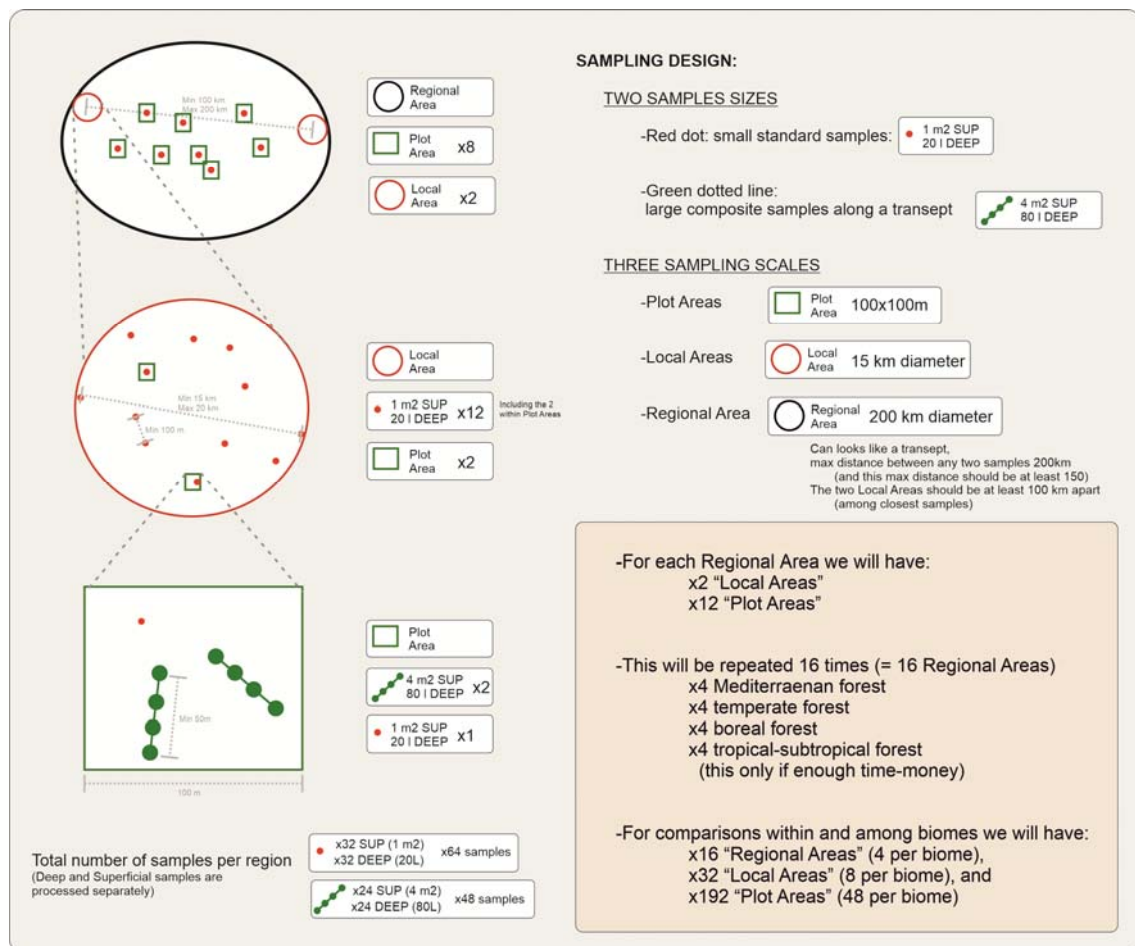 Min 100 km
Max 200 km
Regional
Area
Plot
Area x8
Local
Area x2
Min 15 km
Max 20 km
Min 100 m
Local
Area
1 m2 SUP
20 l DEEP x12
Including the 2
within Plot Areas
Plot
Area x2
Min 50m
100 m
Plot
Area
4 m2 SUP
80 l DEEP x2
1 m2 SUP
20 l DEEP x1
Total number of samples per region
(Deep and Superficial samples are
processed separately)
x32 SUP (1 m2)
x32 DEEP (20L) x64 samples
x24 SUP (4 m2)
x24 DEEP (80L) x48 samples
SAMPLING DESIGN:
TWO SAMPLES SIZES
-Red dot: small standard samples:
1 m2 SUP
20 l DEEP
-Green dotted line:
large composite samples along a transept
4 m2 SUP
80 l DEEP
THREE SAMPLING SCALES
-Plot Areas
Plot
Area 100x100m
-Local Areas
Local
Area 15 km diameter
-Regional Area
Regional
Area 200 km diameter
Can looks like a transept,
max distance between any two samples 200km
(and this max distance should be at least 150)
The two Local Areas should be at least 100 km apart
(among closest samples)
-For each Regional Area we will have:
x2 “Local Areas”
x12 “Plot Areas”
-This will be repeated 16 times (= 16 Regional Areas)
x4 Mediterraenan forest
x4 temperate forest
x4 boreal forest
x4 tropical-subtropical forest
(this only if enough time-money)
-For comparisons within and among biomes we will have:
x16 “Regional Areas” (4 per biome),
x32 “Local Areas” (8 per biome), and
x192 “Plot Areas” (48 per biome)